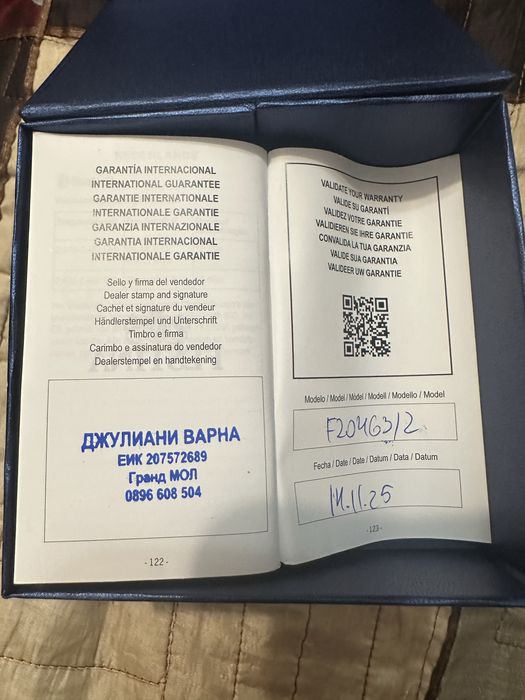 GARANTÍA INTERNACIONAL
INTERNATIONAL GUARANTEE
GARANTIE INTERNATIONALE
INTERNATIONALE GARANTIE
GARANZIA INTERNAZIONALE
GARANTIA INTERNACIONAL
INTERNATIONALE GARANTIE
Sello y firma del vendedor
Dealer stamp and signature
Cachet et signature du vendeur
Händlerstempel und Unterschrift
Timbro e firma
Carimbo e assinatura do vendedor
Dealerstempel en handtekening
ДЖУЛИАНИ ВАРНА
ЕИК 207572689
Гранд МОЛ
0896 608 504
- 122 -
VALIDATE YOUR WARRANTY
VALIDE SU GARANTÍ
VALIDEZ VOTRE GARANTIE
VALIDIEREN SIE IHRE GARANTIE
CONVALIDA LA TUA GARANZIA
VALIDE SUA GARANTIA
VALIDEER UW GARANTIE
Modelo / Model / Modèl / Modell / Modello / Model
F20463/2
Fecha / Date / Date / Datum / Data / Datum
14.11.25
- 123 -